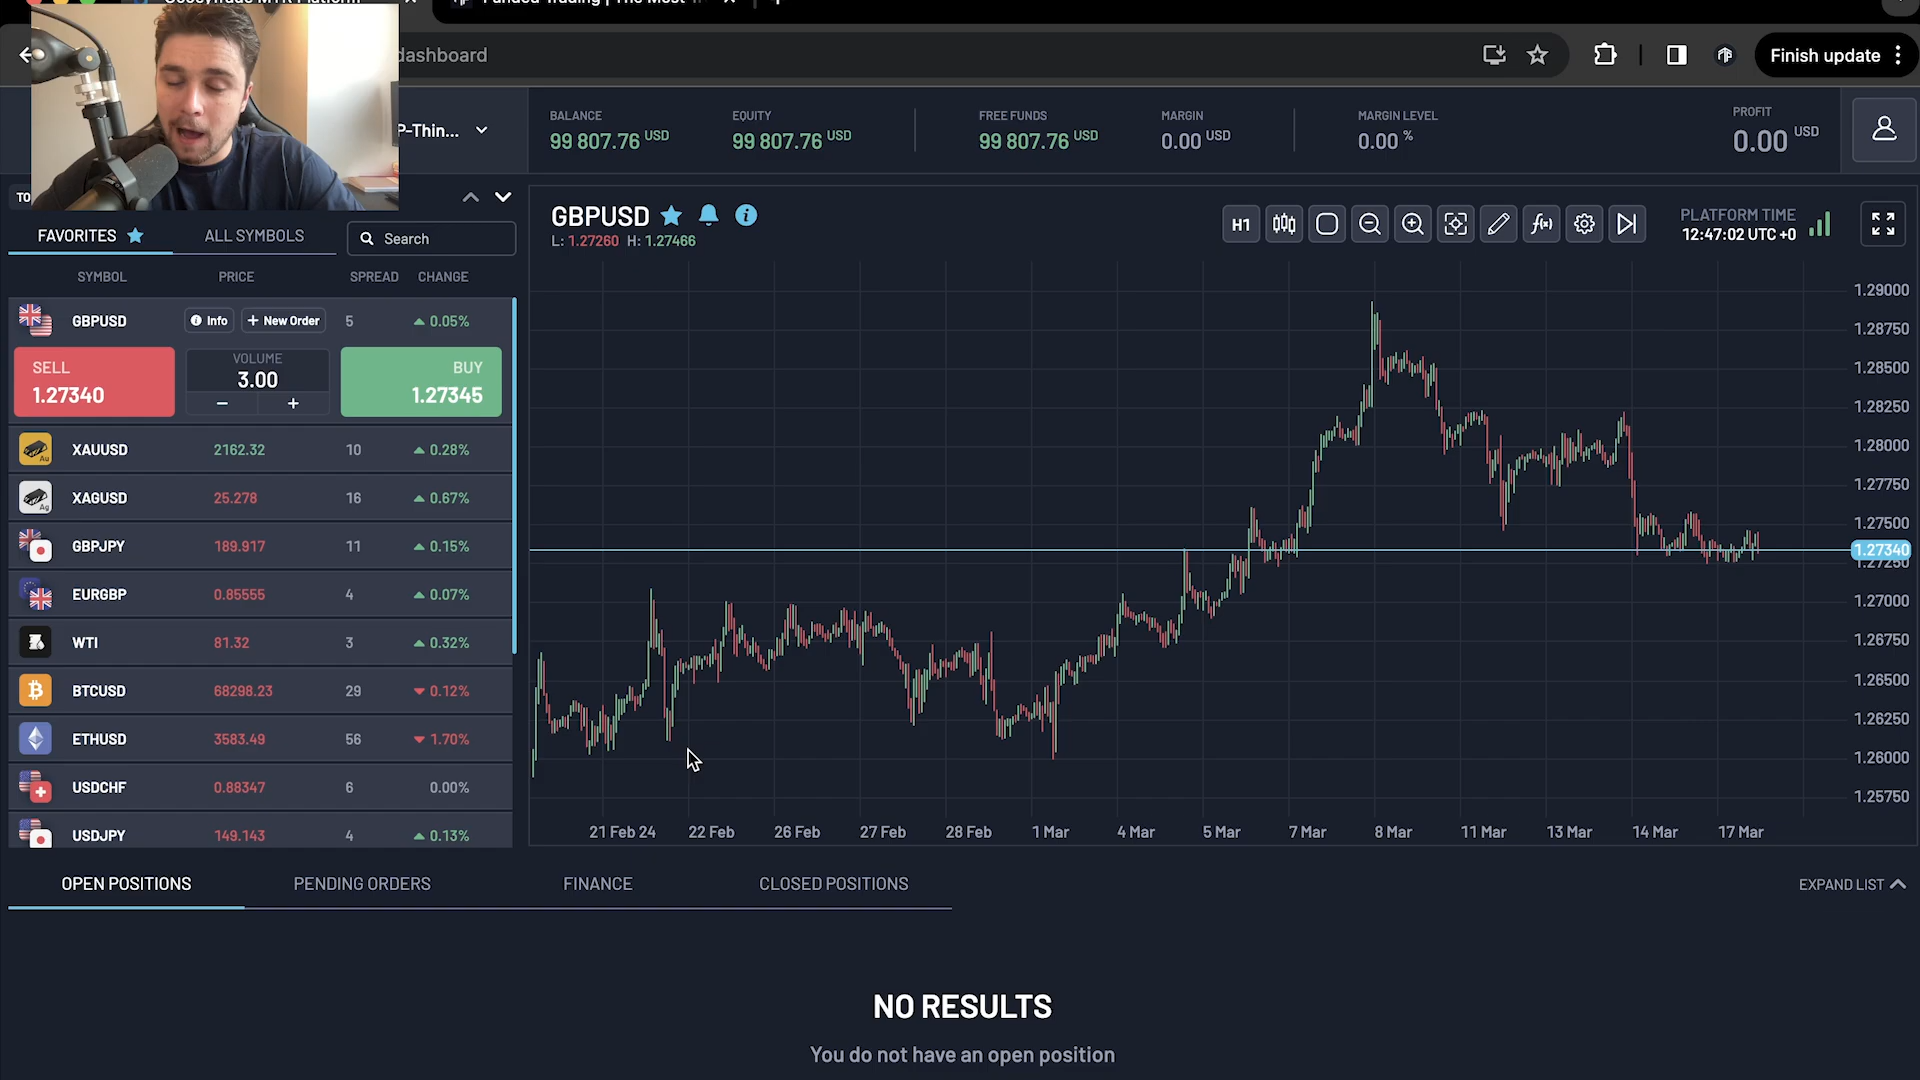 dashboard
Finish update
P-Thin...
BALANCE
99 807.76 USD
EQUITY
99 807.76 USD
FREE FUNDS
99 807.76 USD
MARGIN
0.00 USD
MARGIN LEVEL
0.00 %
PROFIT
0.00 USD
FAVORITES
ALL SYMBOLS
Search
SYMBOL PRICE SPREAD CHANGE
GBPUSD Info + New Order 5 0.05%
SELL
1.27340
VOLUME
3.00
− +
BUY
1.27345
XAUUSD 2162.32 10 0.28%
XAGUSD 25.278 16 0.67%
GBPJPY 189.917 11 0.15%
EURGBP 0.85555 4 0.07%
WTI 81.32 3 0.32%
BTCUSD 68298.23 29 0.12%
ETHUSD 3583.49 56 1.70%
USDCHF 0.88347 6 0.00%
USDJPY 149.143 4 0.13%
GBPUSD
L: 1.27260 H: 1.27466
H1
f(x)
PLATFORM TIME
12:47:02 UTC +0
1.29000
1.28750
1.28500
1.28250
1.28000
1.27750
1.27500
1.27340
1.27250
1.27000
1.26750
1.26500
1.26250
1.26000
1.25750
21 Feb 24 22 Feb 26 Feb 27 Feb 28 Feb 1 Mar 4 Mar 5 Mar 7 Mar 8 Mar 11 Mar 13 Mar 14 Mar 17 Mar
OPEN POSITIONS PENDING ORDERS FINANCE CLOSED POSITIONS EXPAND LIST
NO RESULTS
You do not have an open position